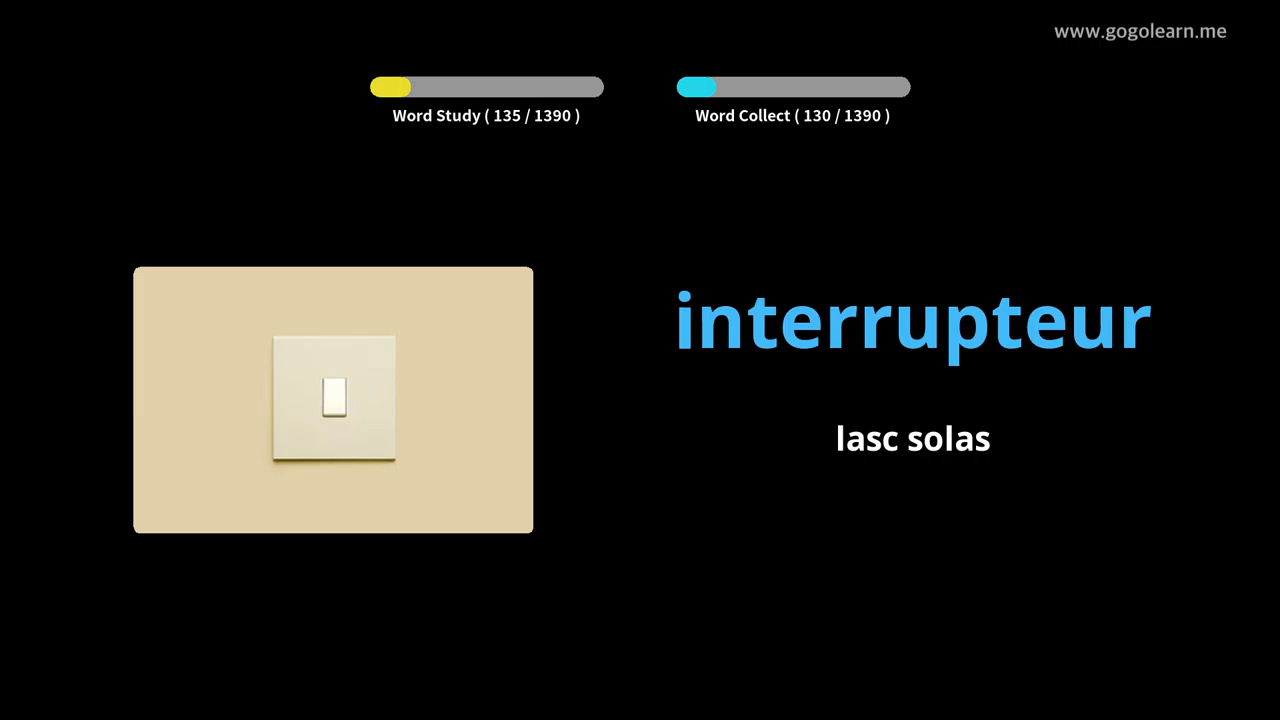 www.gogolearn.me
Word Study ( 135 / 1390 )
Word Collect ( 130 / 1390 )
interrupteur
lasc solas